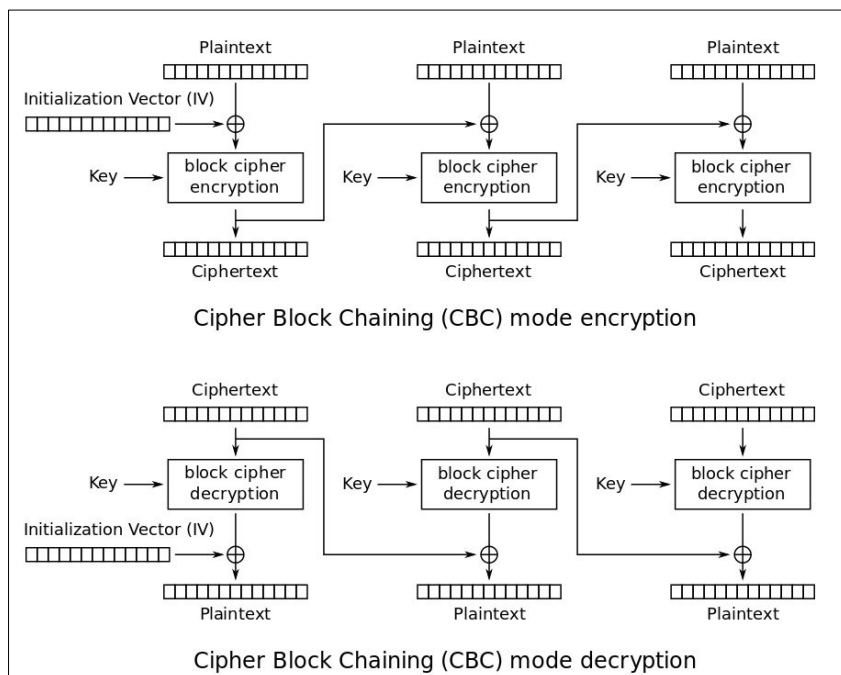 Plaintext
Plaintext
Plaintext
Initialization Vector (IV)
Key
block cipher
encryption
Key
block cipher
encryption
Key
block cipher
encryption
Ciphertext
Ciphertext
Ciphertext
Cipher Block Chaining (CBC) mode encryption
Ciphertext
Ciphertext
Ciphertext
Key
block cipher
decryption
Key
block cipher
decryption
Key
block cipher
decryption
Initialization Vector (IV)
Plaintext
Plaintext
Plaintext
Cipher Block Chaining (CBC) mode decryption